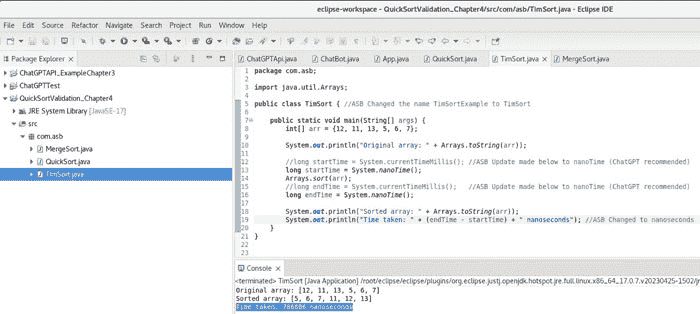 eclipse-workspace - QuickSortValidation_Chapter4/src/com/asb/TimSort.java - Eclipse IDE
File Edit Source Refactor Navigate Search Project Run Window Help
Package Explorer
ChatGPTApi.java ChatBot.java App.java QuickSort.java TimSort.java MergeSort.java
ChatGPTAPI_ExampleChapter3
ChatGPTTest
QuickSortValidation_Chapter4
JRE System Library [JavaSE-17]
src
com.asb
MergeSort.java
QuickSort.java
TimSort.java
1 package com.asb;
2
3 import java.util.Arrays;
4
5 public class TimSort { //ASB Changed the name TimSortExample to TimSort
6
7 public static void main(String[] args) {
8 int[] arr = {12, 11, 13, 5, 6, 7};
9
10 System.out.println("Original array: " + Arrays.toString(arr));
11
12 //long startTime = System.currentTimeMillis(); //ASB Update made below to nanoTime (ChatGPT recommended)
13 long startTime = System.nanoTime();
14 Arrays.sort(arr);
15 //long endTime = System.currentTimeMillis(); //ASB Update made below to nanoTime (ChatGPT recommended)
16 long endTime = System.nanoTime();
17
18 System.out.println("Sorted array: " + Arrays.toString(arr));
19 System.out.println("Time taken: " + (endTime - startTime) + " nanoseconds"); //ASB Changed to nanoseconds
20 }
21 }
Console
<terminated> TimSort [Java Application] /root/eclipse/eclipse/plugins/org.eclipse.justj.openjdk.hotspot.jre.full.linux.x86_64_17.0.7.v20230425-1502/jre
Original array: [12, 11, 13, 5, 6, 7]
Sorted array: [5, 6, 7, 11, 12, 13]
Time taken: nanoseconds